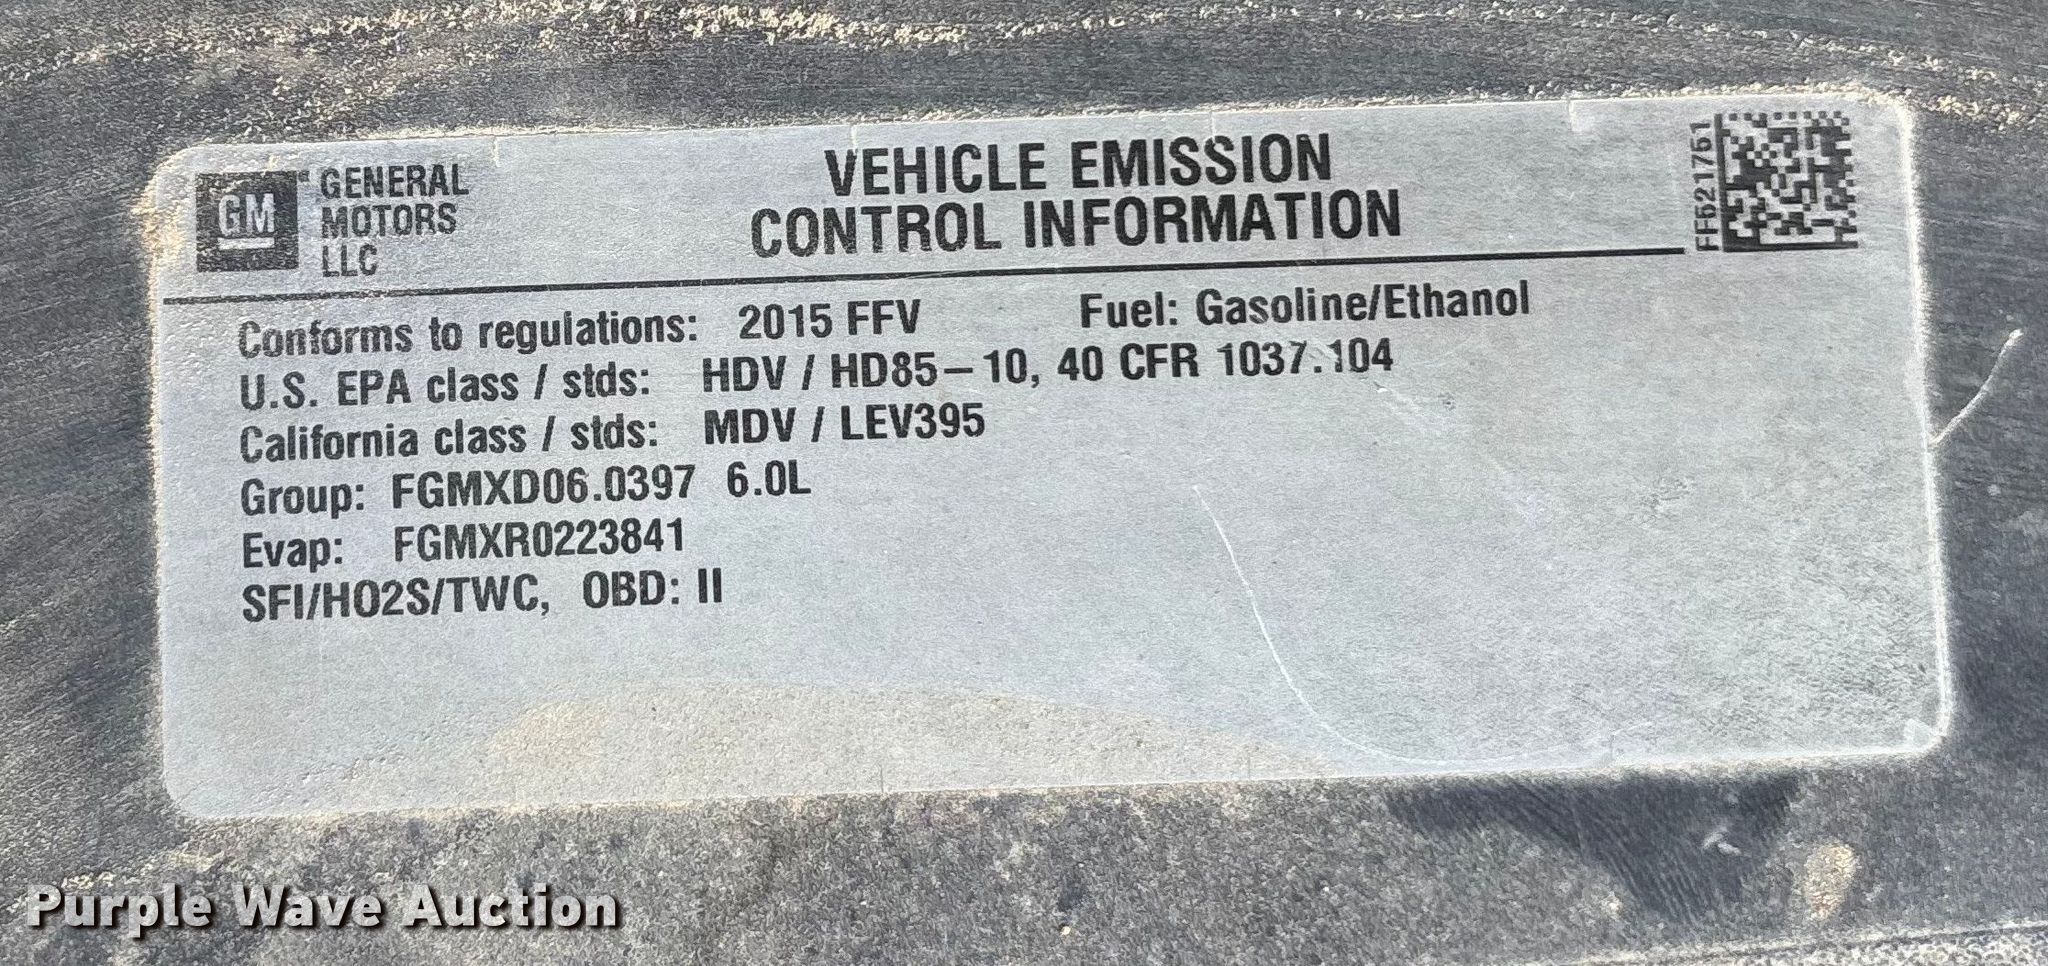 GM GENERAL
MOTORS
LLC
VEHICLE EMISSION
CONTROL INFORMATION
FF521751
Conforms to regulations: 2015 FFV Fuel: Gasoline/Ethanol
U.S. EPA class / stds: HDV / HD85–10, 40 CFR 1037.104
California class / stds: MDV / LEV395
Group: FGMXD06.0397 6.0L
Evap: FGMXR0223841
SFI/HO2S/TWC, OBD: II
Purple Wave Auction